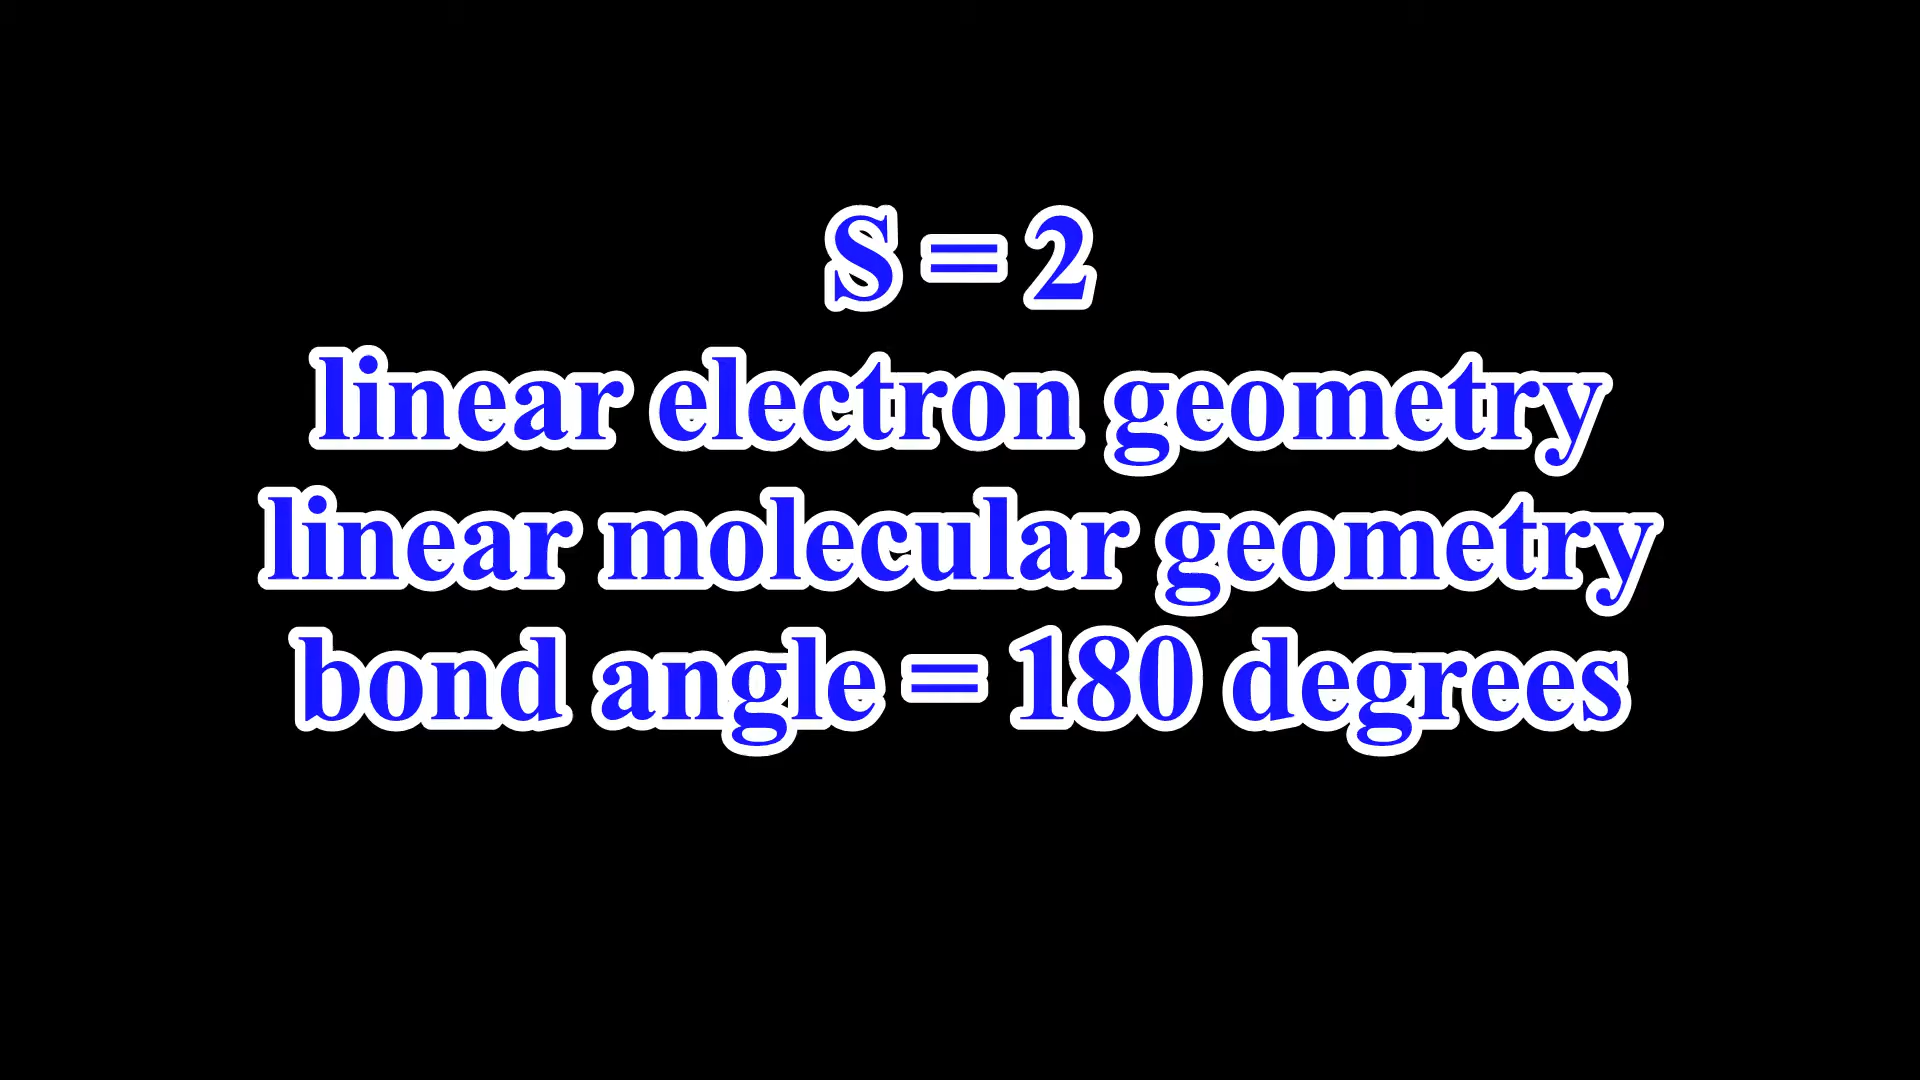 S = 2
linear electron geometry
linear molecular geometry
bond angle = 180 degrees